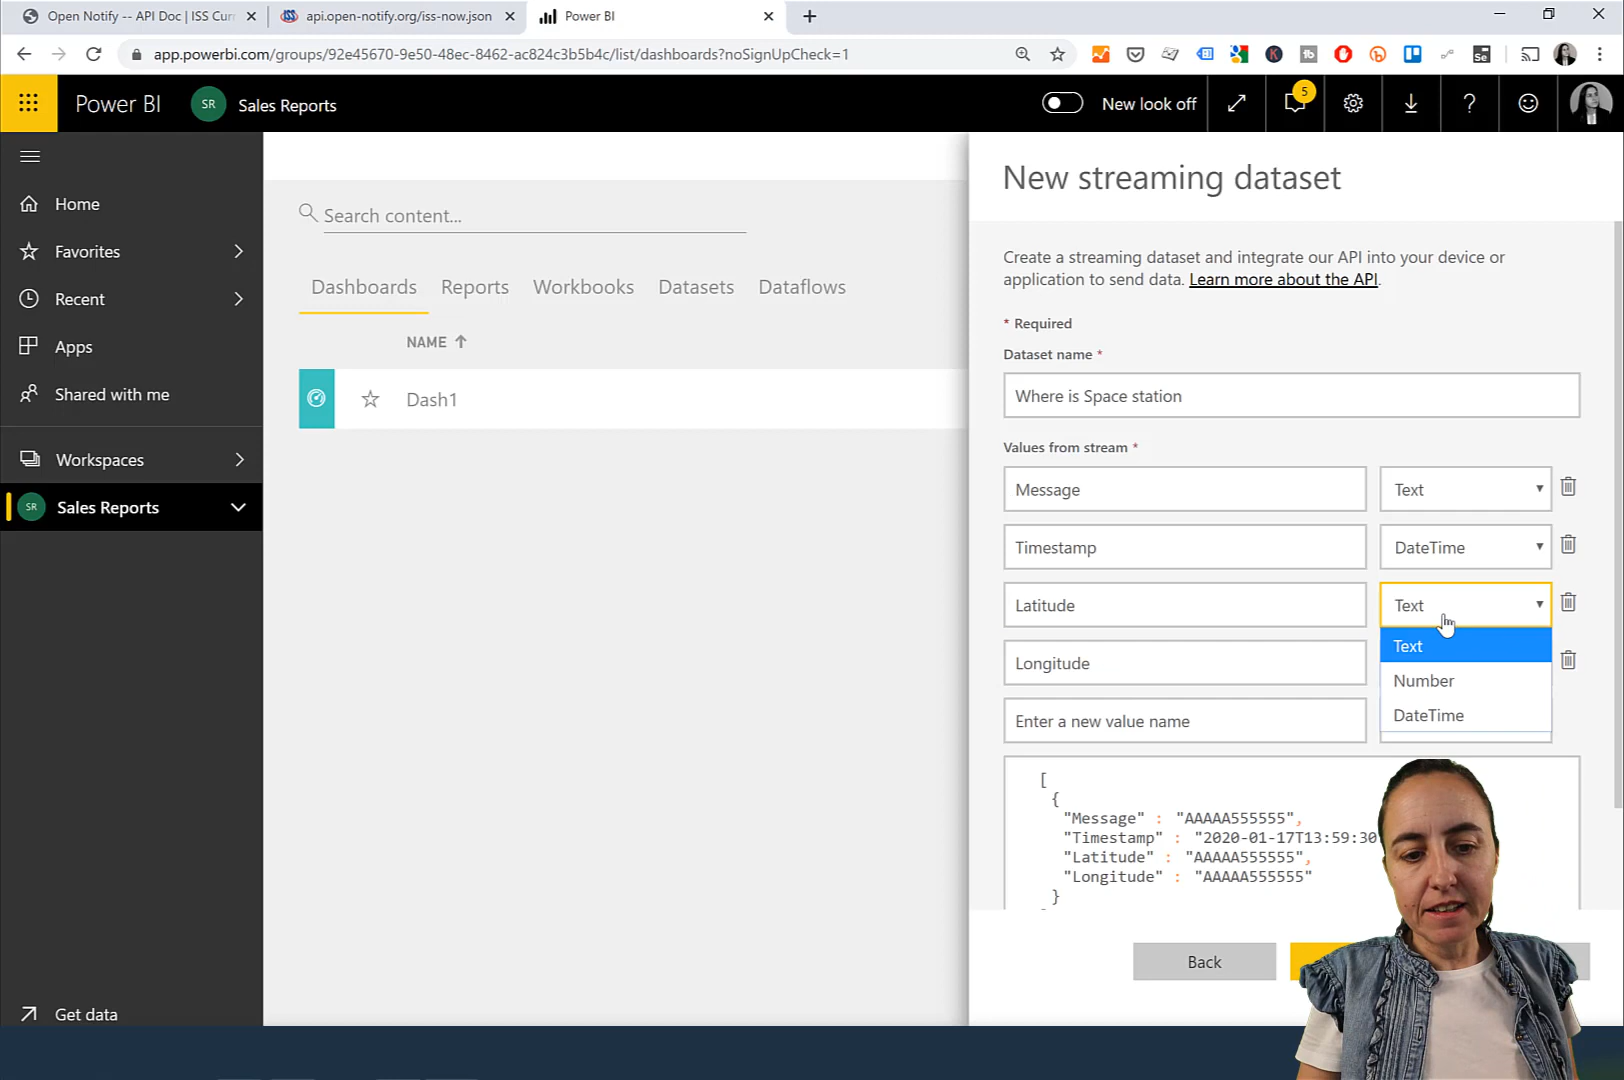 Open Notify -- API Doc | ISS Cur
api.open-notify.org/iss-now.json
Power BI
app.powerbi.com/groups/92e45670-9e50-48ec-8462-ac824c3b5b4c/list/dashboards?noSignUpCheck=1
Power BI
SR
Sales Reports
New look off
5
Home
Favorites
Recent
Apps
Shared with me
Workspaces
SR
Sales Reports
Get data
Search content...
Dashboards Reports Workbooks Datasets Dataflows
NAME
Dash1
New streaming dataset
Create a streaming dataset and integrate our API into your device or
application to send data. Learn more about the API.
* Required
Dataset name *
Where is Space station
Values from stream *
Message
Text
Timestamp
DateTime
Latitude
Text
Text
Number
DateTime
Longitude
Enter a new value name
[
{
"Message" : "AAAAA555555",
"Timestamp" : "2020-01-17T13:59:30
"Latitude" : "AAAAA555555",
"Longitude" : "AAAAA555555"
}
Back